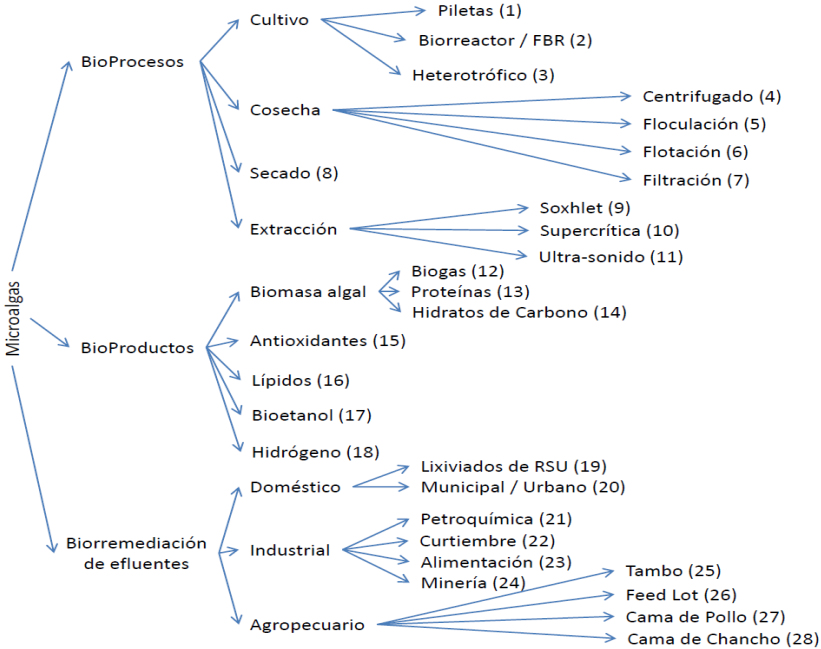 Microalgas
BioProcesos
Cultivo
Piletas (1)
Biorreactor / FBR (2)
Heterotrófico (3)
Cosecha
Centrifugado (4)
Floculación (5)
Flotación (6)
Filtración (7)
Secado (8)
Extracción
Soxhlet (9)
Supercrítica (10)
Ultra-sonido (11)
BioProductos
Biomasa algal
Biogas (12)
Proteínas (13)
Hidratos de Carbono (14)
Antioxidantes (15)
Lípidos (16)
Bioetanol (17)
Hidrógeno (18)
Biorremediación
de efluentes
Doméstico
Lixiviados de RSU (19)
Municipal / Urbano (20)
Industrial
Petroquímica (21)
Curtiembre (22)
Alimentación (23)
Minería (24)
Agropecuario
Tambo (25)
Feed Lot (26)
Cama de Pollo (27)
Cama de Chancho (28)